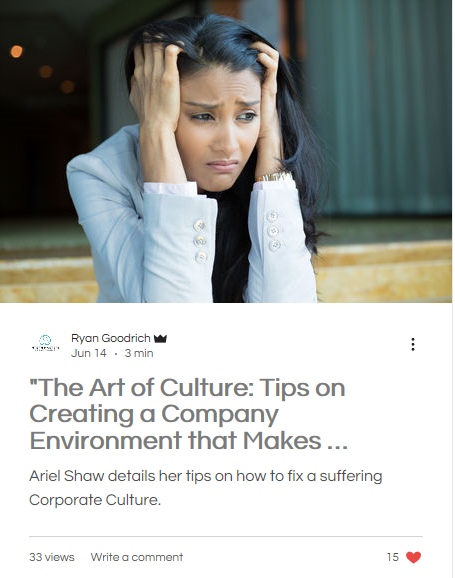 Ryan Goodrich
Jun 14 · 3 min
"The Art of Culture: Tips on
Creating a Company
Environment that Makes ...
Ariel Shaw details her tips on how to fix a suffering
Corporate Culture.
33 views Write a comment 15